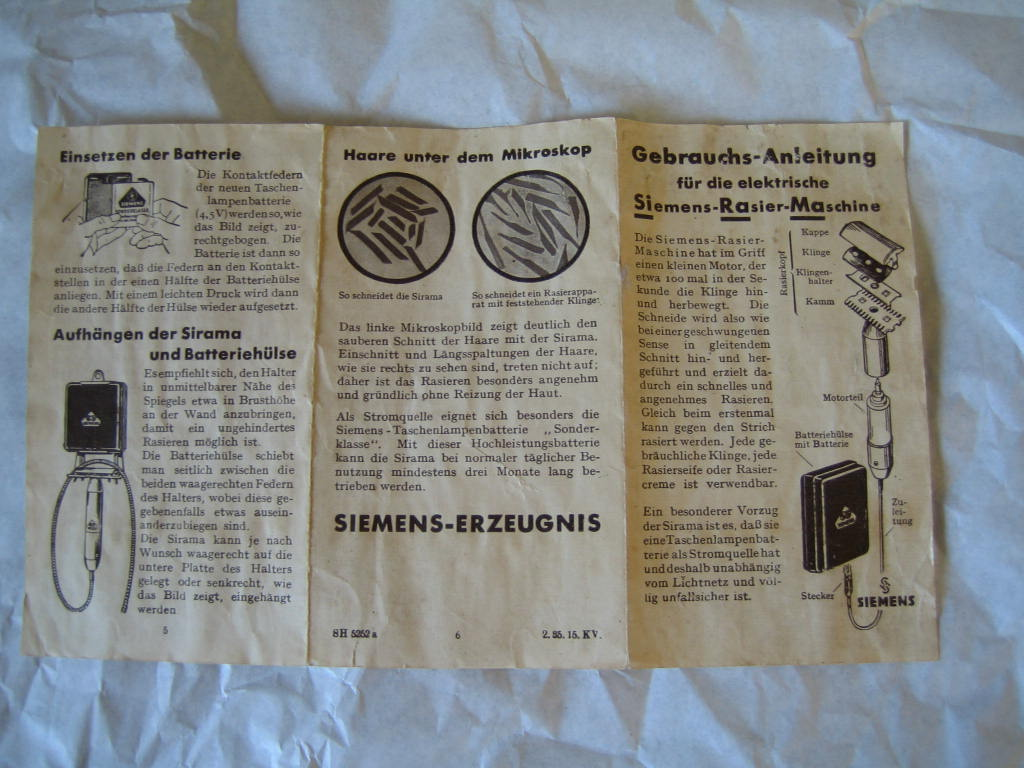 Einsetzen der Batterie
Die Kontaktfedern
der neuen Taschen-
lampenbatterie
(4,5V) werden so, wie
das Bild zeigt, zu-
rechtgebogen. Die
Batterie ist dann so
einzusetzen, daß die Federn an den Kontakt-
stellen in der einen Hälfte der Batteriehülse
anliegen. Mit einem leichten Druck wird dann
die andere Hälfte der Hülse wieder aufgesetzt.
SIEMENS
Aufhängen der Sirama
und Batteriehülse
Es empfiehlt sich, den Halter
in unmittelbarer Nähe des
Spiegels etwa in Brusthöhe
an der Wand anzubringen,
damit ein ungehindertes
Rasieren möglich ist.
Die Batteriehülse schiebt
man seitlich zwischen die
beiden waagerechten Federn
des Halters, wobei diese ge-
gebenenfalls etwas ausein-
anderzubiegen sind.
Die Sirama kann je nach
Wunsch waagerecht auf die
untere Platte des Halters
gelegt oder senkrecht, wie
das Bild zeigt, eingehängt
werden
5
Haare unter dem Mikroskop
So schneidet die Sirama
So schneidet ein Rasierappa-
rat mit feststehender Klinge.
Das linke Mikroskopbild zeigt deutlich den
sauberen Schnitt der Haare mit der Sirama.
Einschnitt und Längsspaltungen der Haare,
wie sie rechts zu sehen sind, treten nicht auf;
daher ist das Rasieren besonders angenehm
und gründlich ohne Reizung der Haut.
Als Stromquelle eignet sich besonders die
Siemens-Taschenlampenbatterie „Sonder-
klasse“. Mit dieser Hochleistungsbatterie
kann die Sirama bei normaler täglicher Be-
nutzung mindestens drei Monate lang be-
trieben werden.
SIEMENS-ERZEUGNIS
SH 5252a
6
2. 35. 15. KV.
Gebrauchs-Anleitung
für die elektrische
Siemens-RAsier-MAschine
Die Siemens-Rasier-
Maschine hat im Griff
einen kleinen Motor, der
etwa 100 mal in der Se-
kunde die Klinge hin-
und herbewegt. Die
Schneide wird also wie
bei einer geschwungenen
Sense in gleitendem
Schnitt hin- und her-
geführt und erzielt da-
durch ein schnelles und
angenehmes Rasieren.
Gleich beim erstenmal
kann gegen den Strich
rasiert werden. Jede ge-
bräuchliche Klinge, jede
Rasierseife oder Rasier-
creme ist verwendbar.
Ein besonderer Vorzug
der Sirama ist es, daß sie
eine Taschenlampenbat-
terie als Stromquelle hat
und deshalb unabhängig
vom Lichtnetz und völ-
lig unfallsicher ist.
Rasierkopf
Kappe
Klinge
Klingen-
halter
Kamm
Motorteil
Batteriehülse
mit Batterie
Zu-
lei-
tung
Stecker
SIEMENS